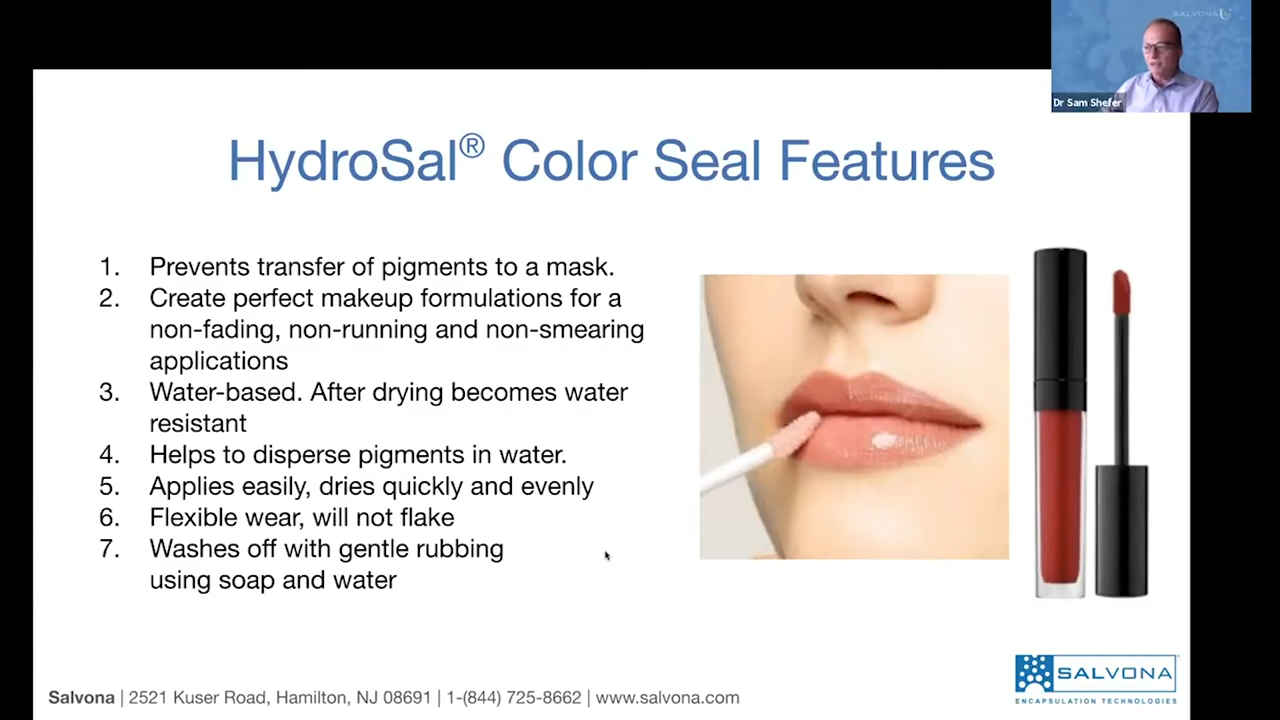 SALVONA U
Dr Sam Shefer
HydroSal® Color Seal Features
1. Prevents transfer of pigments to a mask.
2. Create perfect makeup formulations for a
non-fading, non-running and non-smearing
applications
3. Water-based. After drying becomes water
resistant
4. Helps to disperse pigments in water.
5. Applies easily, dries quickly and evenly
6. Flexible wear, will not flake
7. Washes off with gentle rubbing
using soap and water
Salvona | 2521 Kuser Road, Hamilton, NJ 08691 | 1-(844) 725-8662 | www.salvona.com
SALVONA
ENCAPSULATION TECHNOLOGIES